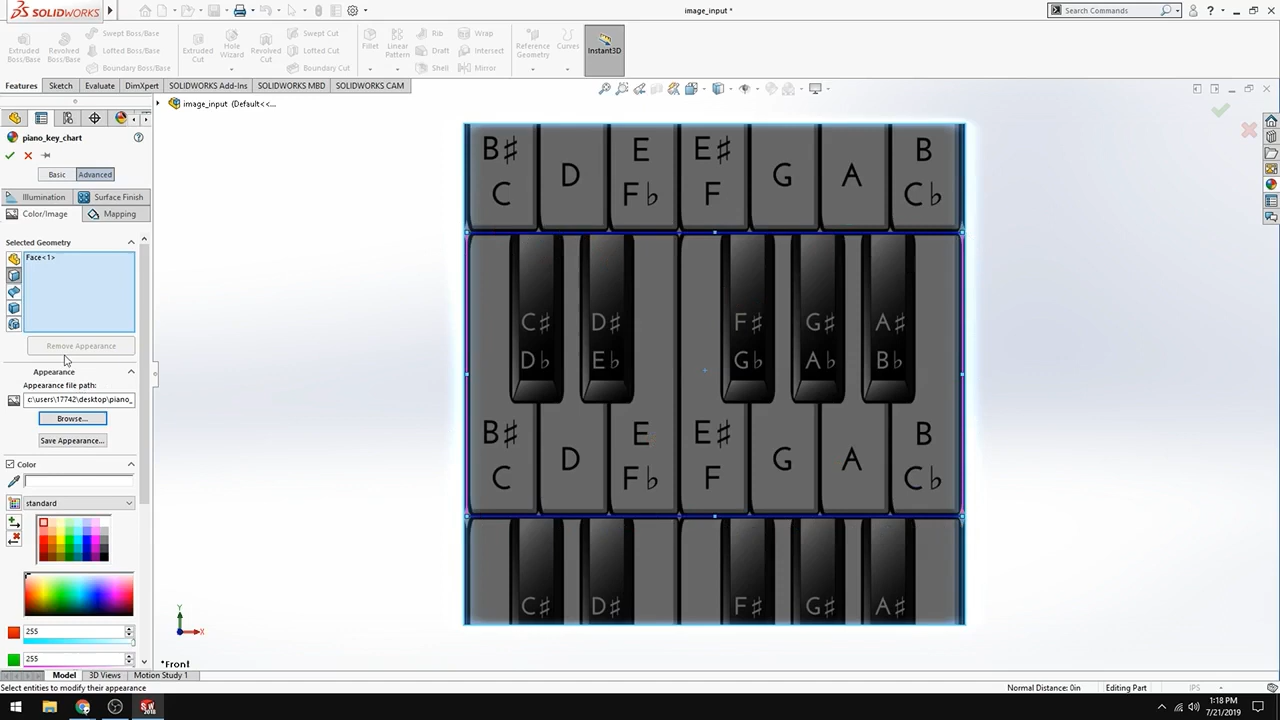 SOLIDWORKS
image_input *
Search Commands
Extruded Boss/Base
Revolved Boss/Base
Swept Boss/Base
Lofted Boss/Base
Boundary Boss/Base
Extruded Cut
Hole Wizard
Revolved Cut
Swept Cut
Lofted Cut
Boundary Cut
Fillet
Linear Pattern
Rib
Draft
Shell
Wrap
Intersect
Mirror
Reference Geometry
Curves
Instant3D
Features
Sketch
Evaluate
DimXpert
SOLIDWORKS Add-Ins
SOLIDWORKS MBD
SOLIDWORKS CAM
image_input (Default<<...
piano_key_chart
Basic
Advanced
Illumination
Surface Finish
Color/Image
Mapping
Selected Geometry
Face<1>
Remove Appearance
Appearance
Appearance file path:
c:\users\17742\desktop\piano_
Browse...
Save Appearance...
Color
standard
255
255
B♯ D E E♯ G A B
C F♭ F C♭
C♯ D♯ F♯ G♯ A♯
D♭ E♭ G♭ A♭ B♭
B♯ D E E♯ G A B
C F♭ F C♭
C♯ D♯ F♯ G♯ A♯
Y
X
*Front
Model
3D Views
Motion Study 1
Select entities to modify their appearance
Normal Distance: 0in
Editing Part
IPS
1:18 PM
7/21/2019
SW
2018